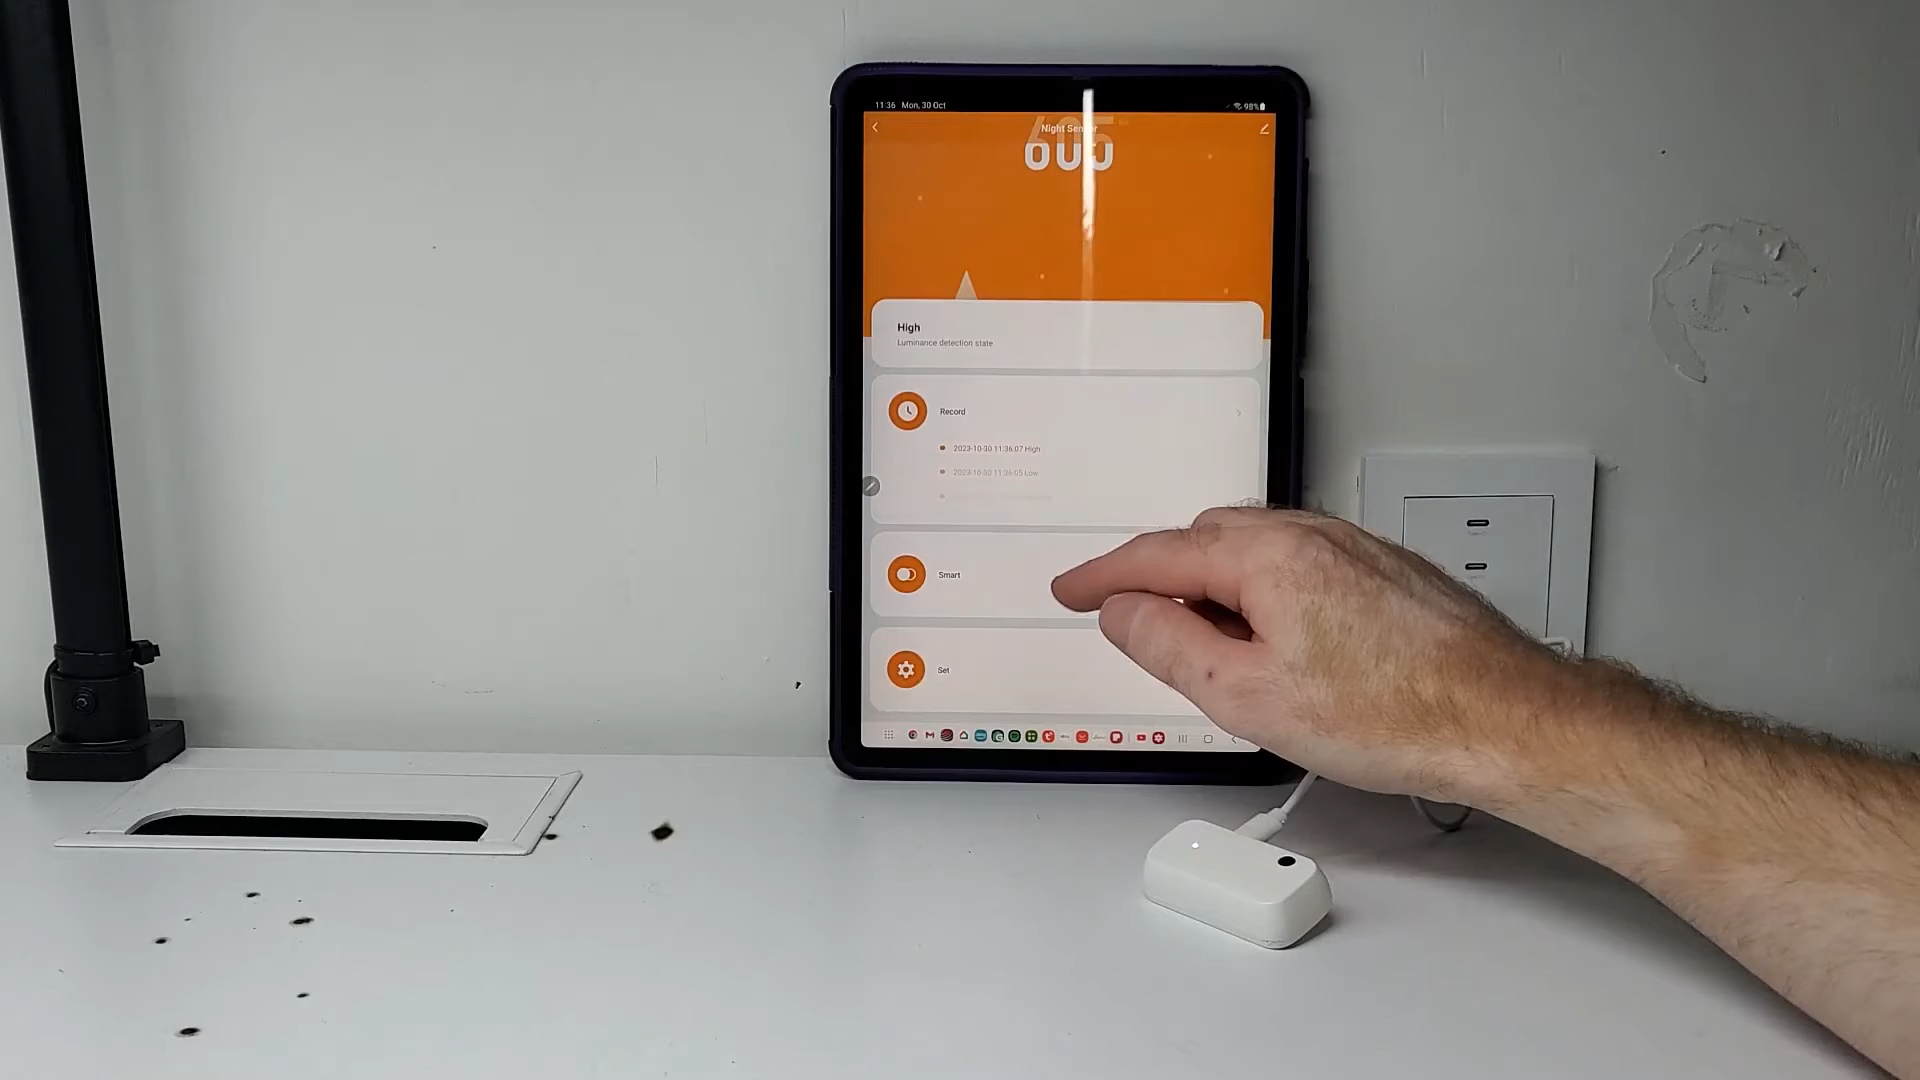 11:36 Mon, 30 Oct
98%
Night Sensor
605
High
Luminance detection state
Record
2023-10-30 11:36:07 High
2023-10-30 11:36:05 Low
Smart
Set